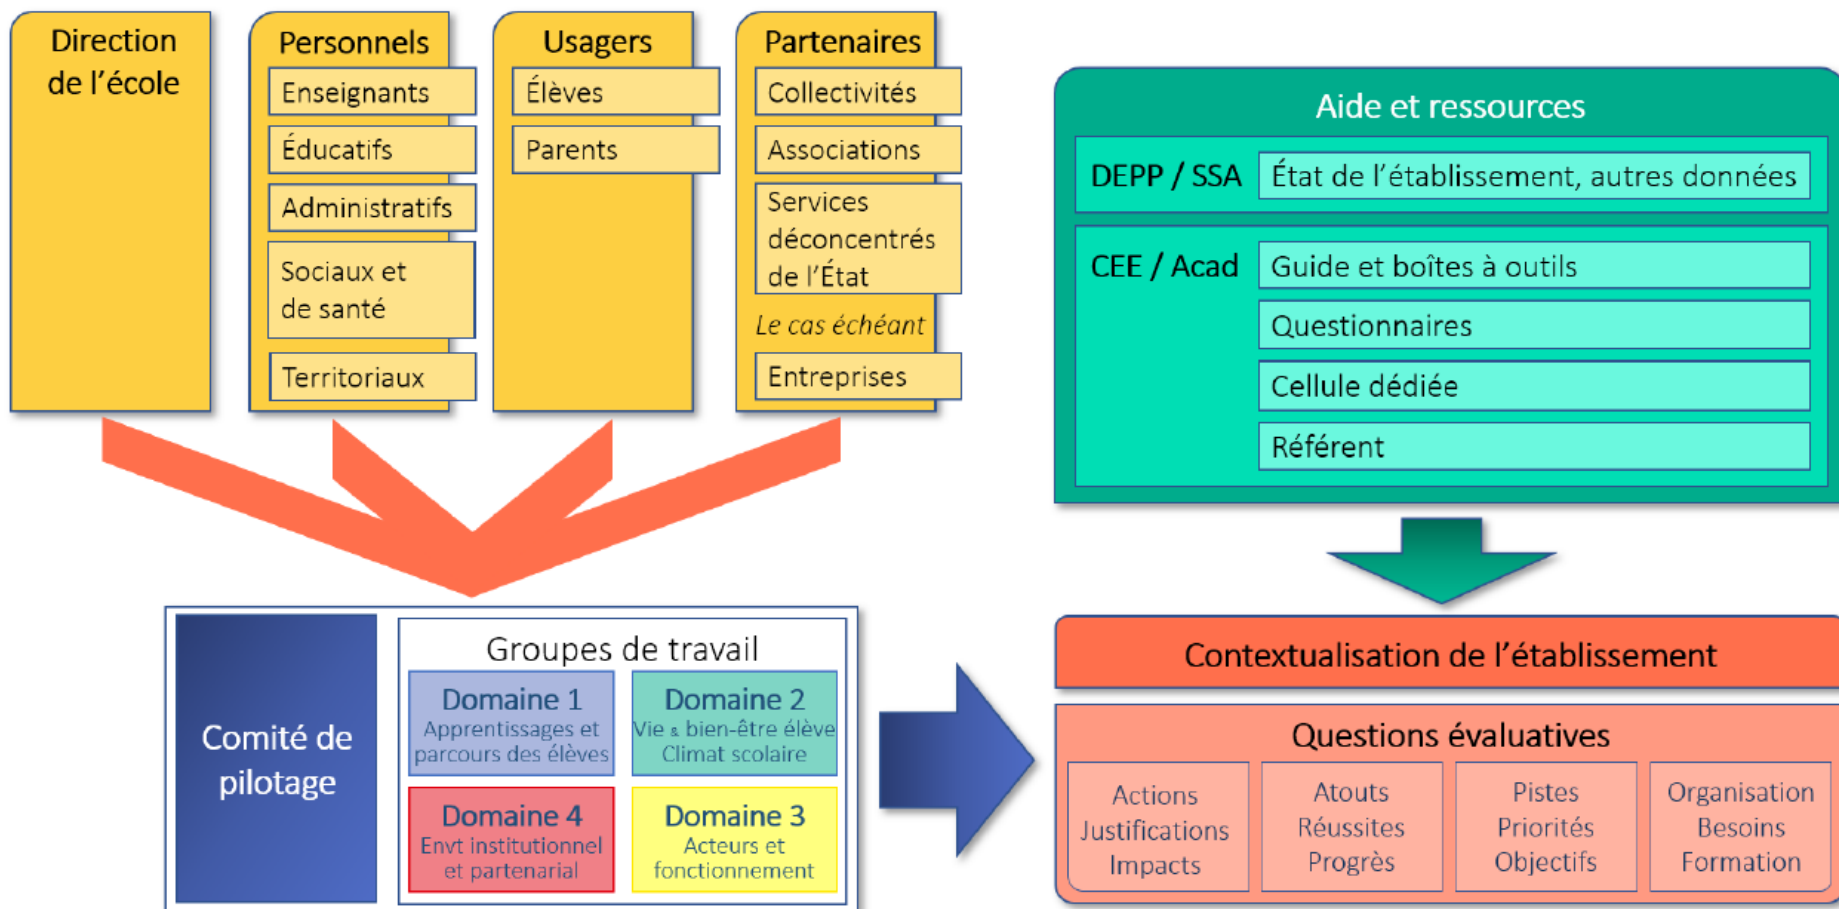 Direction
de l'école
Personnels
Enseignants
Éducatifs
Administratifs
Sociaux et
de santé
Territoriaux
Usagers
Élèves
Parents
Partenaires
Collectivités
Associations
Services
déconcentrés
de l'État
Le cas échéant
Entreprises
Aide et ressources
DEPP / SSA
État de l'établissement, autres données
CEE / Acad
Guide et boîtes à outils
Questionnaires
Cellule dédiée
Référent
Comité de
pilotage
Groupes de travail
Domaine 1
Apprentissages et
parcours des élèves
Domaine 2
Vie & bien-être élève
Climat scolaire
Domaine 4
Envt institutionnel
et partenarial
Domaine 3
Acteurs et
fonctionnement
Contextualisation de l'établissement
Questions évaluatives
Actions
Justifications
Impacts
Atouts
Réussites
Progrès
Pistes
Priorités
Objectifs
Organisation
Besoins
Formation